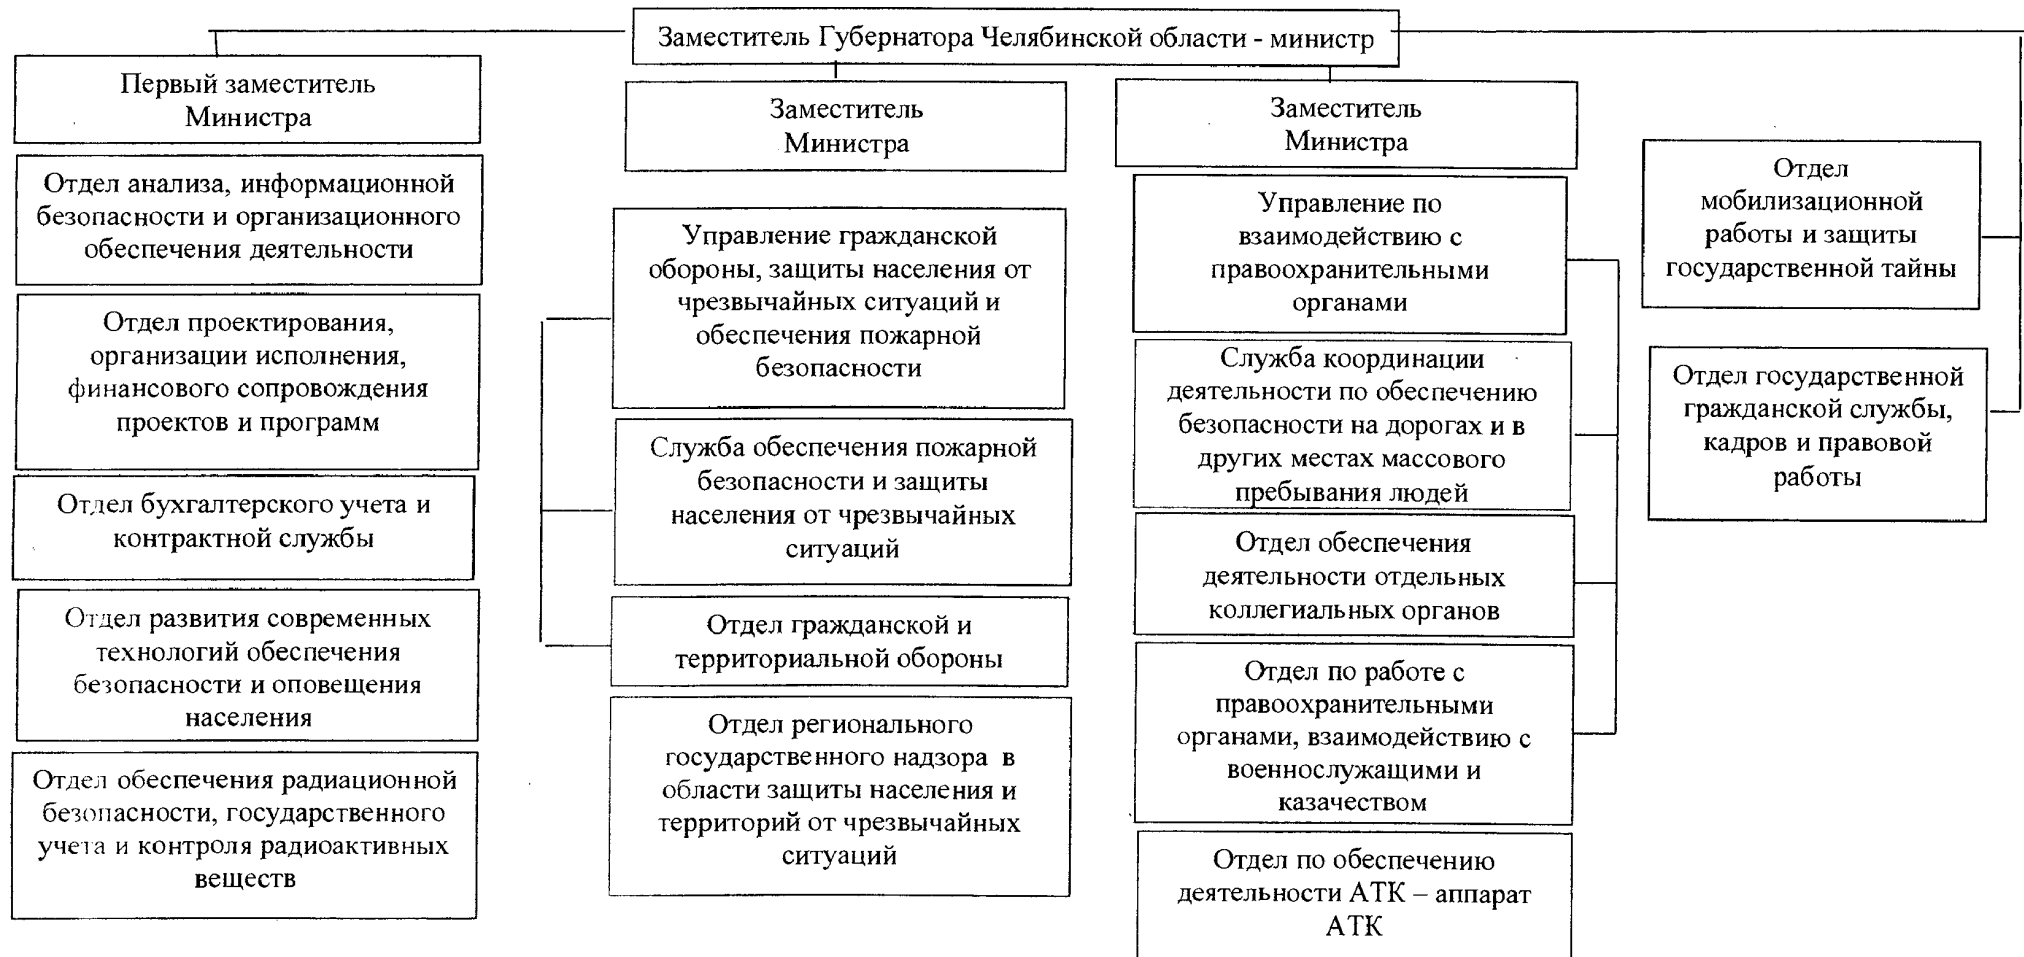 Заместитель Губернатора Челябинской области - министр
Первый заместитель
Министра
Отдел анализа, информационной
безопасности и организационного
обеспечения деятельности
Отдел проектирования,
организации исполнения,
финансового сопровождения
проектов и программ
Отдел бухгалтерского учета и
контрактной службы
Отдел развития современных
технологий обеспечения
безопасности и оповещения
населения
Отдел обеспечения радиационной
безопасности, государственного
учета и контроля радиоактивных
веществ
Заместитель
Министра
Управление гражданской
обороны, защиты населения от
чрезвычайных ситуаций и
обеспечения пожарной
безопасности
Служба обеспечения пожарной
безопасности и защиты
населения от чрезвычайных
ситуаций
Отдел гражданской и
территориальной обороны
Отдел регионального
государственного надзора в
области защиты населения и
территорий от чрезвычайных
ситуаций
Заместитель
Министра
Управление по
взаимодействию с
правоохранительными
органами
Служба координации
деятельности по обеспечению
безопасности на дорогах и в
других местах массового
пребывания людей
Отдел обеспечения
деятельности отдельных
коллегиальных органов
Отдел по работе с
правоохранительными
органами, взаимодействию с
военнослужащими и
казачеством
Отдел по обеспечению
деятельности АТК – аппарат
АТК
Отдел
мобилизационной
работы и защиты
государственной тайны
Отдел государственной
гражданской службы,
кадров и правовой
работы